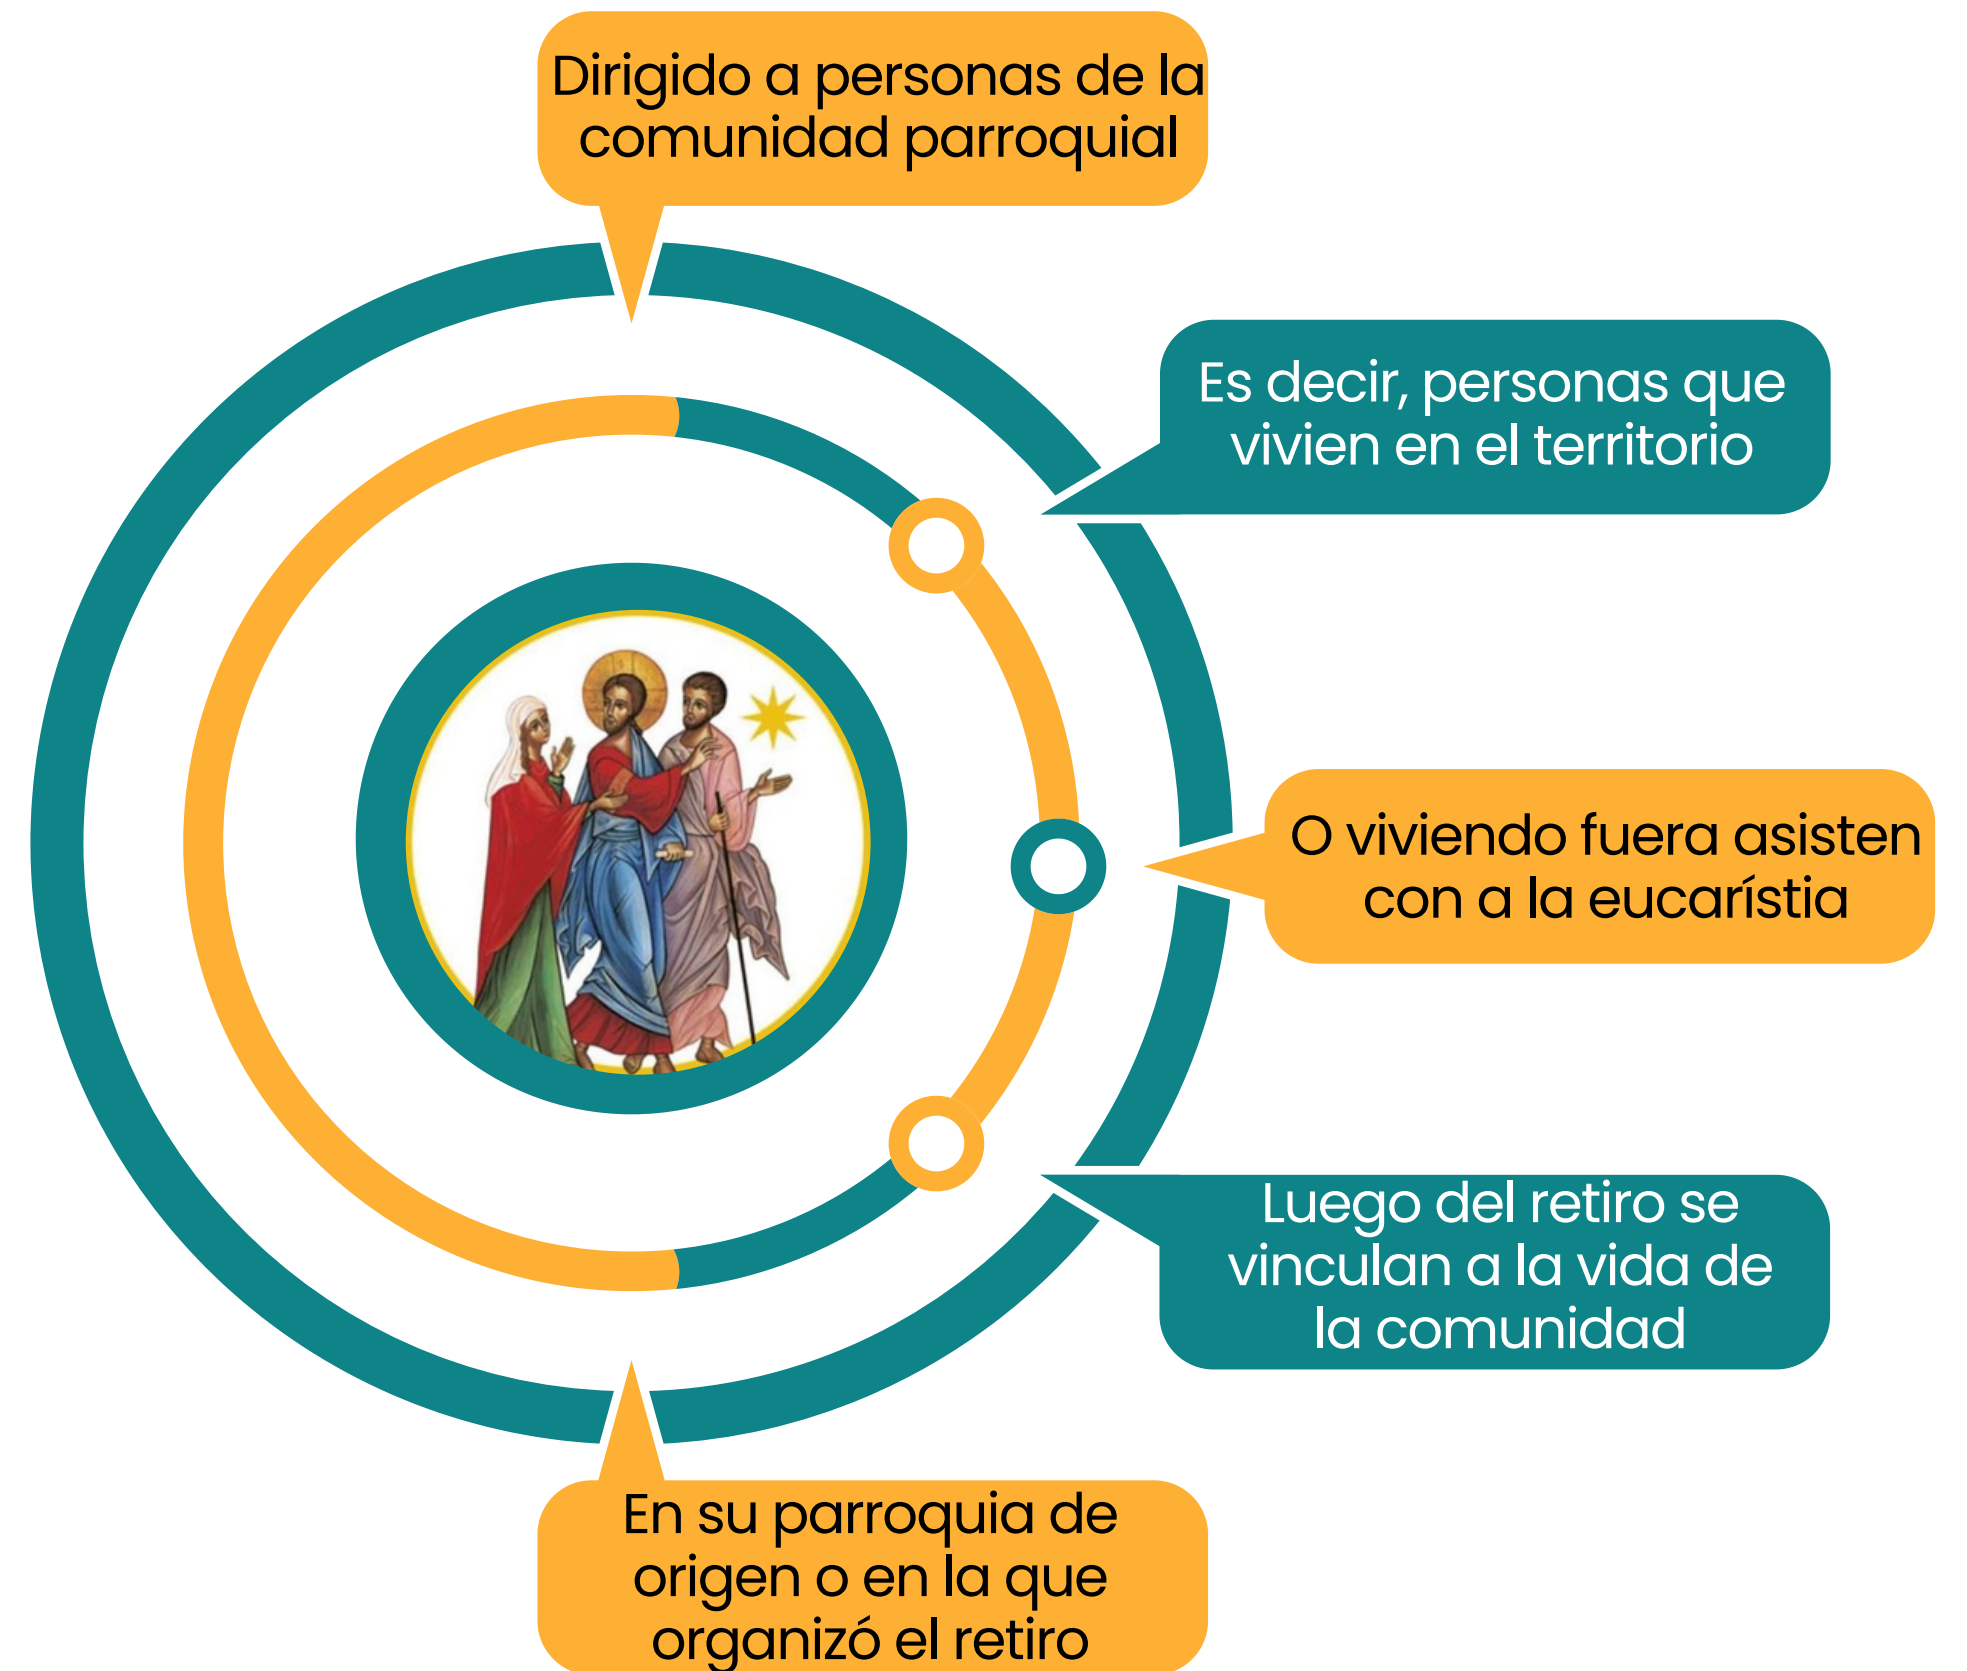 Dirigido a personas de la
comunidad parroquial
Es decir, personas que
vivien en el territorio
O viviendo fuera asisten
con a la eucarístia
Luego del retiro se
vinculan a la vida de
la comunidad
En su parroquia de
origen o en la que
organizó el retiro